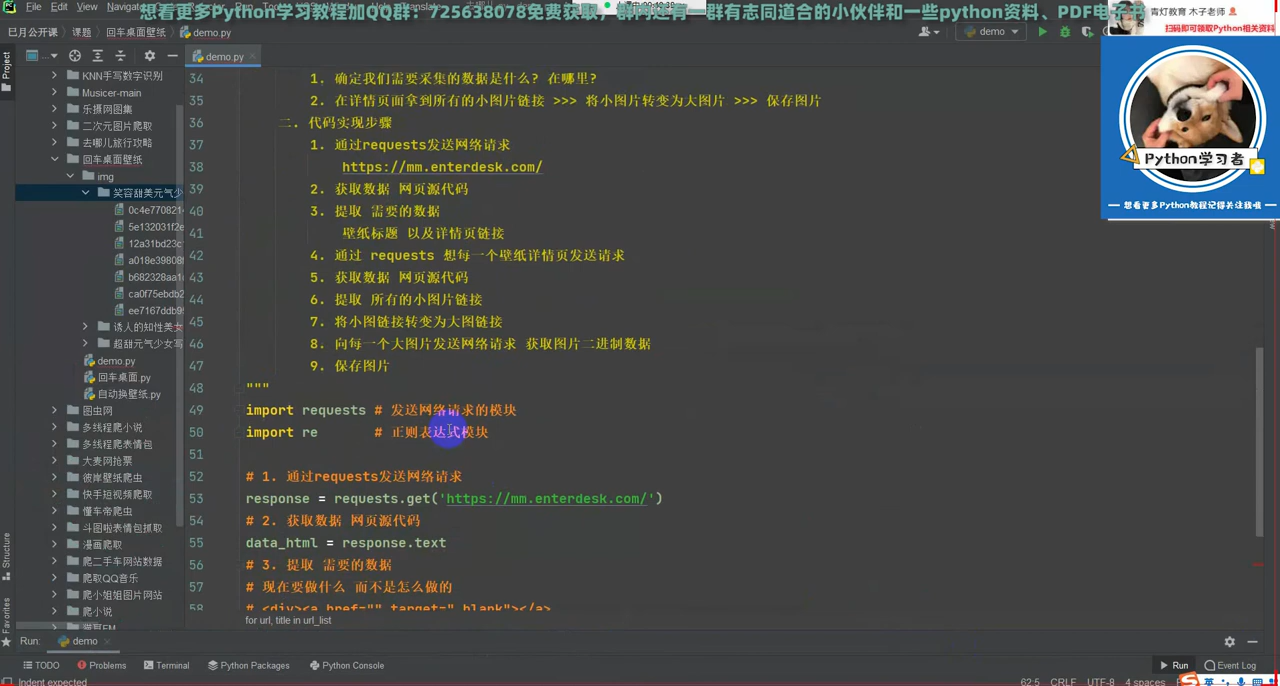 想看更多Python学习教程加QQ群：725638078免费获取，群内还有一群有志同道合的小伙伴和一些python资料、PDF电子书
File Edit View Navigate
青灯教育 木子老师
扫码即可领取Python相关资料
已月公开课 课题 回车桌面壁纸 demo.py
demo
Project
demo.py
KNN手写数字识别
Musicer-main
乐摄网图集
二次元图片爬取
去哪儿旅行攻略
回车桌面壁纸
img
笑容甜美元气少
0c4e7708214
5e132031f2e
12a31bd23c
a018e39808
b682328aa1
ca0f75ebdb2
ee7167ddb9
诱人的知性美女
超甜元气少女写
demo.py
回车桌面.py
自动换壁纸.py
图虫网
多线程爬小说
多线程爬表情包
大麦网抢票
彼岸壁纸爬虫
快手短视频爬取
懂车帝爬虫
斗图啦表情包抓取
漫画爬取
爬二手车网站数据
爬取QQ音乐
爬小姐姐图片网站
爬小说
34 1. 确定我们需要采集的数据是什么? 在哪里?
35 2. 在详情页面拿到所有的小图片链接 >>> 将小图片转变为大图片 >>> 保存图片
36 二. 代码实现步骤
37 1. 通过requests发送网络请求
38 https://mm.enterdesk.com/
39 2. 获取数据 网页源代码
40 3. 提取 需要的数据
41 壁纸标题 以及详情页链接
42 4. 通过 requests 想每一个壁纸详情页发送请求
43 5. 获取数据 网页源代码
44 6. 提取 所有的小图片链接
45 7. 将小图链接转变为大图链接
46 8. 向每一个大图片发送网络请求 获取图片二进制数据
47 9. 保存图片
48 """
49 import requests # 发送网络请求的模块
50 import re # 正则表达式模块
51
52 # 1. 通过requests发送网络请求
53 response = requests.get('https://mm.enterdesk.com/')
54 # 2. 获取数据 网页源代码
55 data_html = response.text
56 # 3. 提取 需要的数据
57 # 现在要做什么 而不是怎么做的
58 # <div><a href="" target="_blank"></a>
for url, title in url_list
Python学习者
想看更多Python教程记得关注我哦
Structure
Favorites
Run: demo
TODO Problems Terminal Python Packages Python Console Run Event Log
Indent expected 62:5 CRLF UTF-8 4 spaces 英